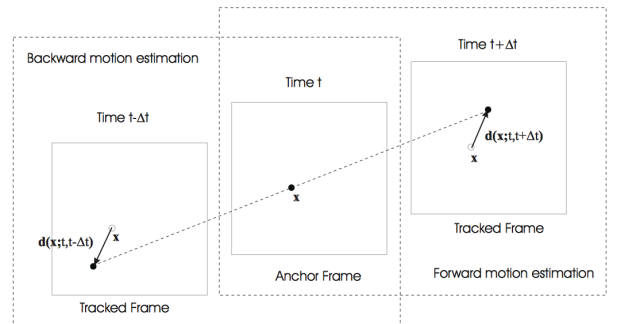 Time t+Δt
Backward motion estimation
Time t
Time t-Δt
d(x;t,t+Δt)
x
x
Tracked Frame
x
d(x;t,t-Δt)
Anchor Frame
Forward motion estimation
Tracked Frame